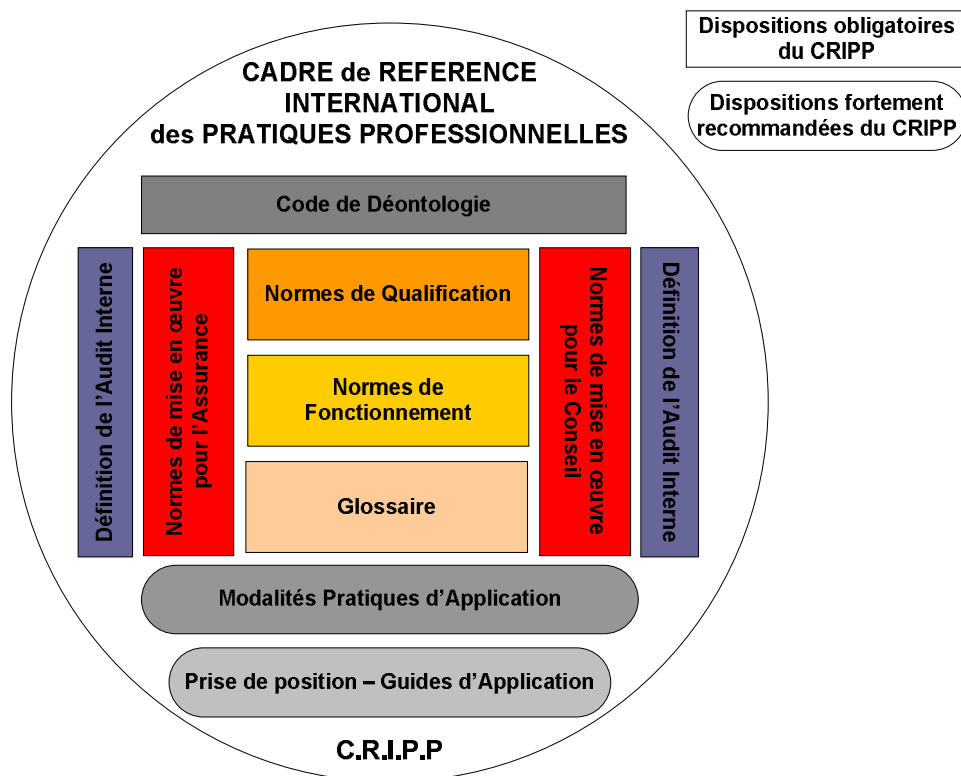 Dispositions obligatoires
du CRIPP
Dispositions fortement
recommandées du CRIPP
CADRE de REFERENCE
INTERNATIONAL
des PRATIQUES PROFESSIONNELLES
Code de Déontologie
Définition de l'Audit Interne
Normes de mise en œuvre
pour l'Assurance
Normes de Qualification
Normes de
Fonctionnement
Glossaire
Normes de mise en œuvre
pour le Conseil
Définition de l'Audit Interne
Modalités Pratiques d'Application
Prise de position – Guides d'Application
C.R.I.P.P